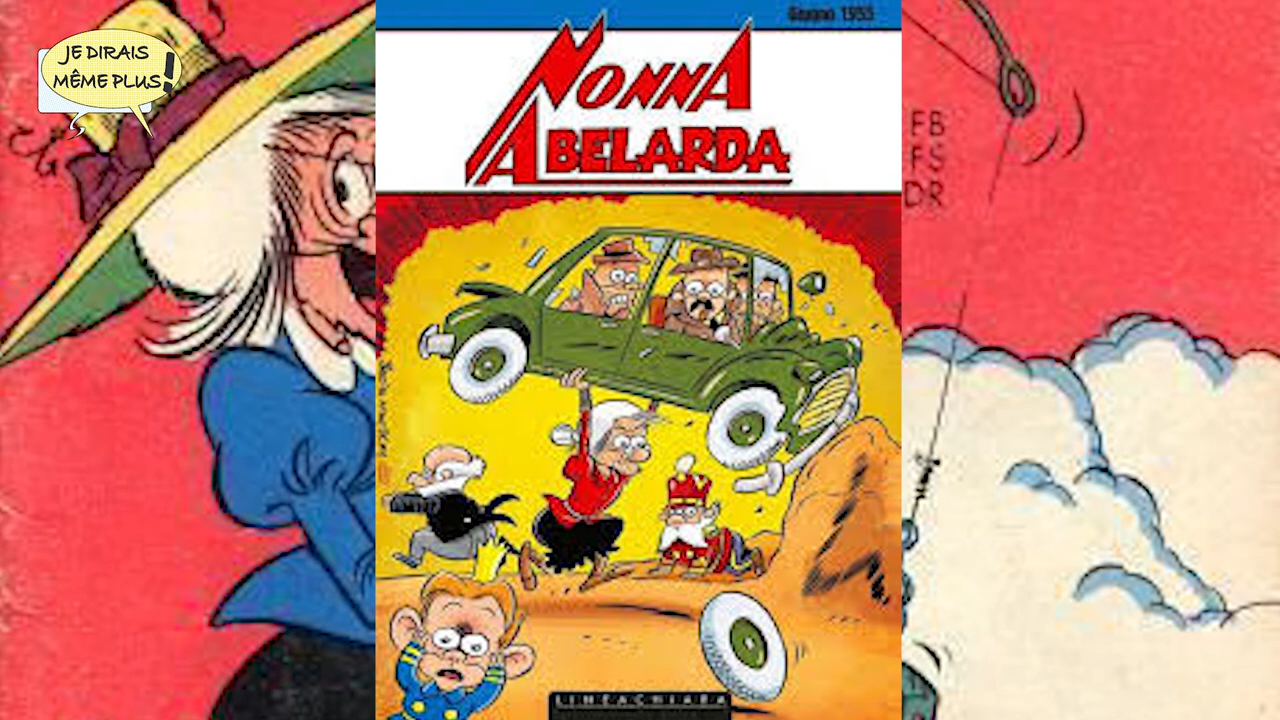 JE DIRAIS
MÊME PLUS!
Giugno 1955
NONNA
ABELARDA
FB
FS
DR
LINEACHIARA